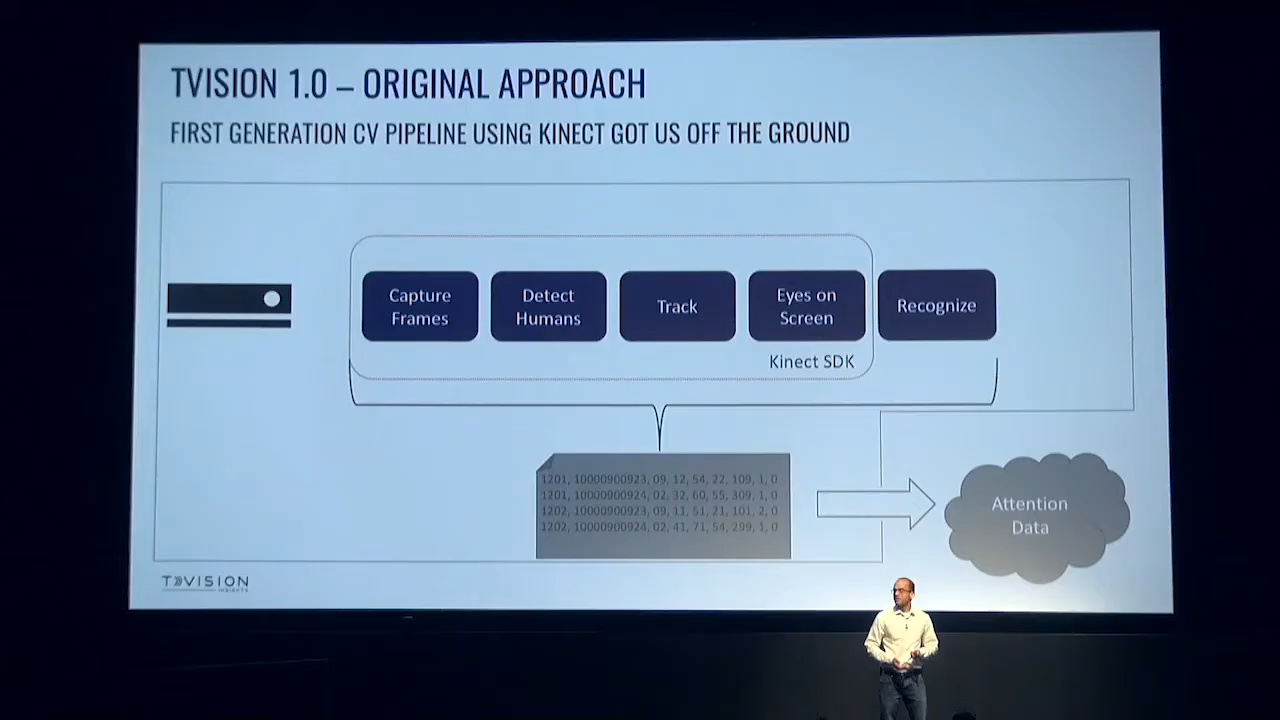 TVISION 1.0 – ORIGINAL APPROACH
FIRST GENERATION CV PIPELINE USING KINECT GOT US OFF THE GROUND
Capture
Frames
Detect
Humans
Track
Eyes on
Screen
Recognize
Kinect SDK
1201, 10000900923, 09, 12, 54, 22, 109, 1, 0
1201, 10000900924, 02, 32, 60, 55, 309, 1, 0
1202, 10000900923, 09, 11, 51, 21, 101, 2, 0
1202, 10000900924, 02, 41, 71, 54, 299, 1, 0
Attention
Data
TVISION
INSIGHTS